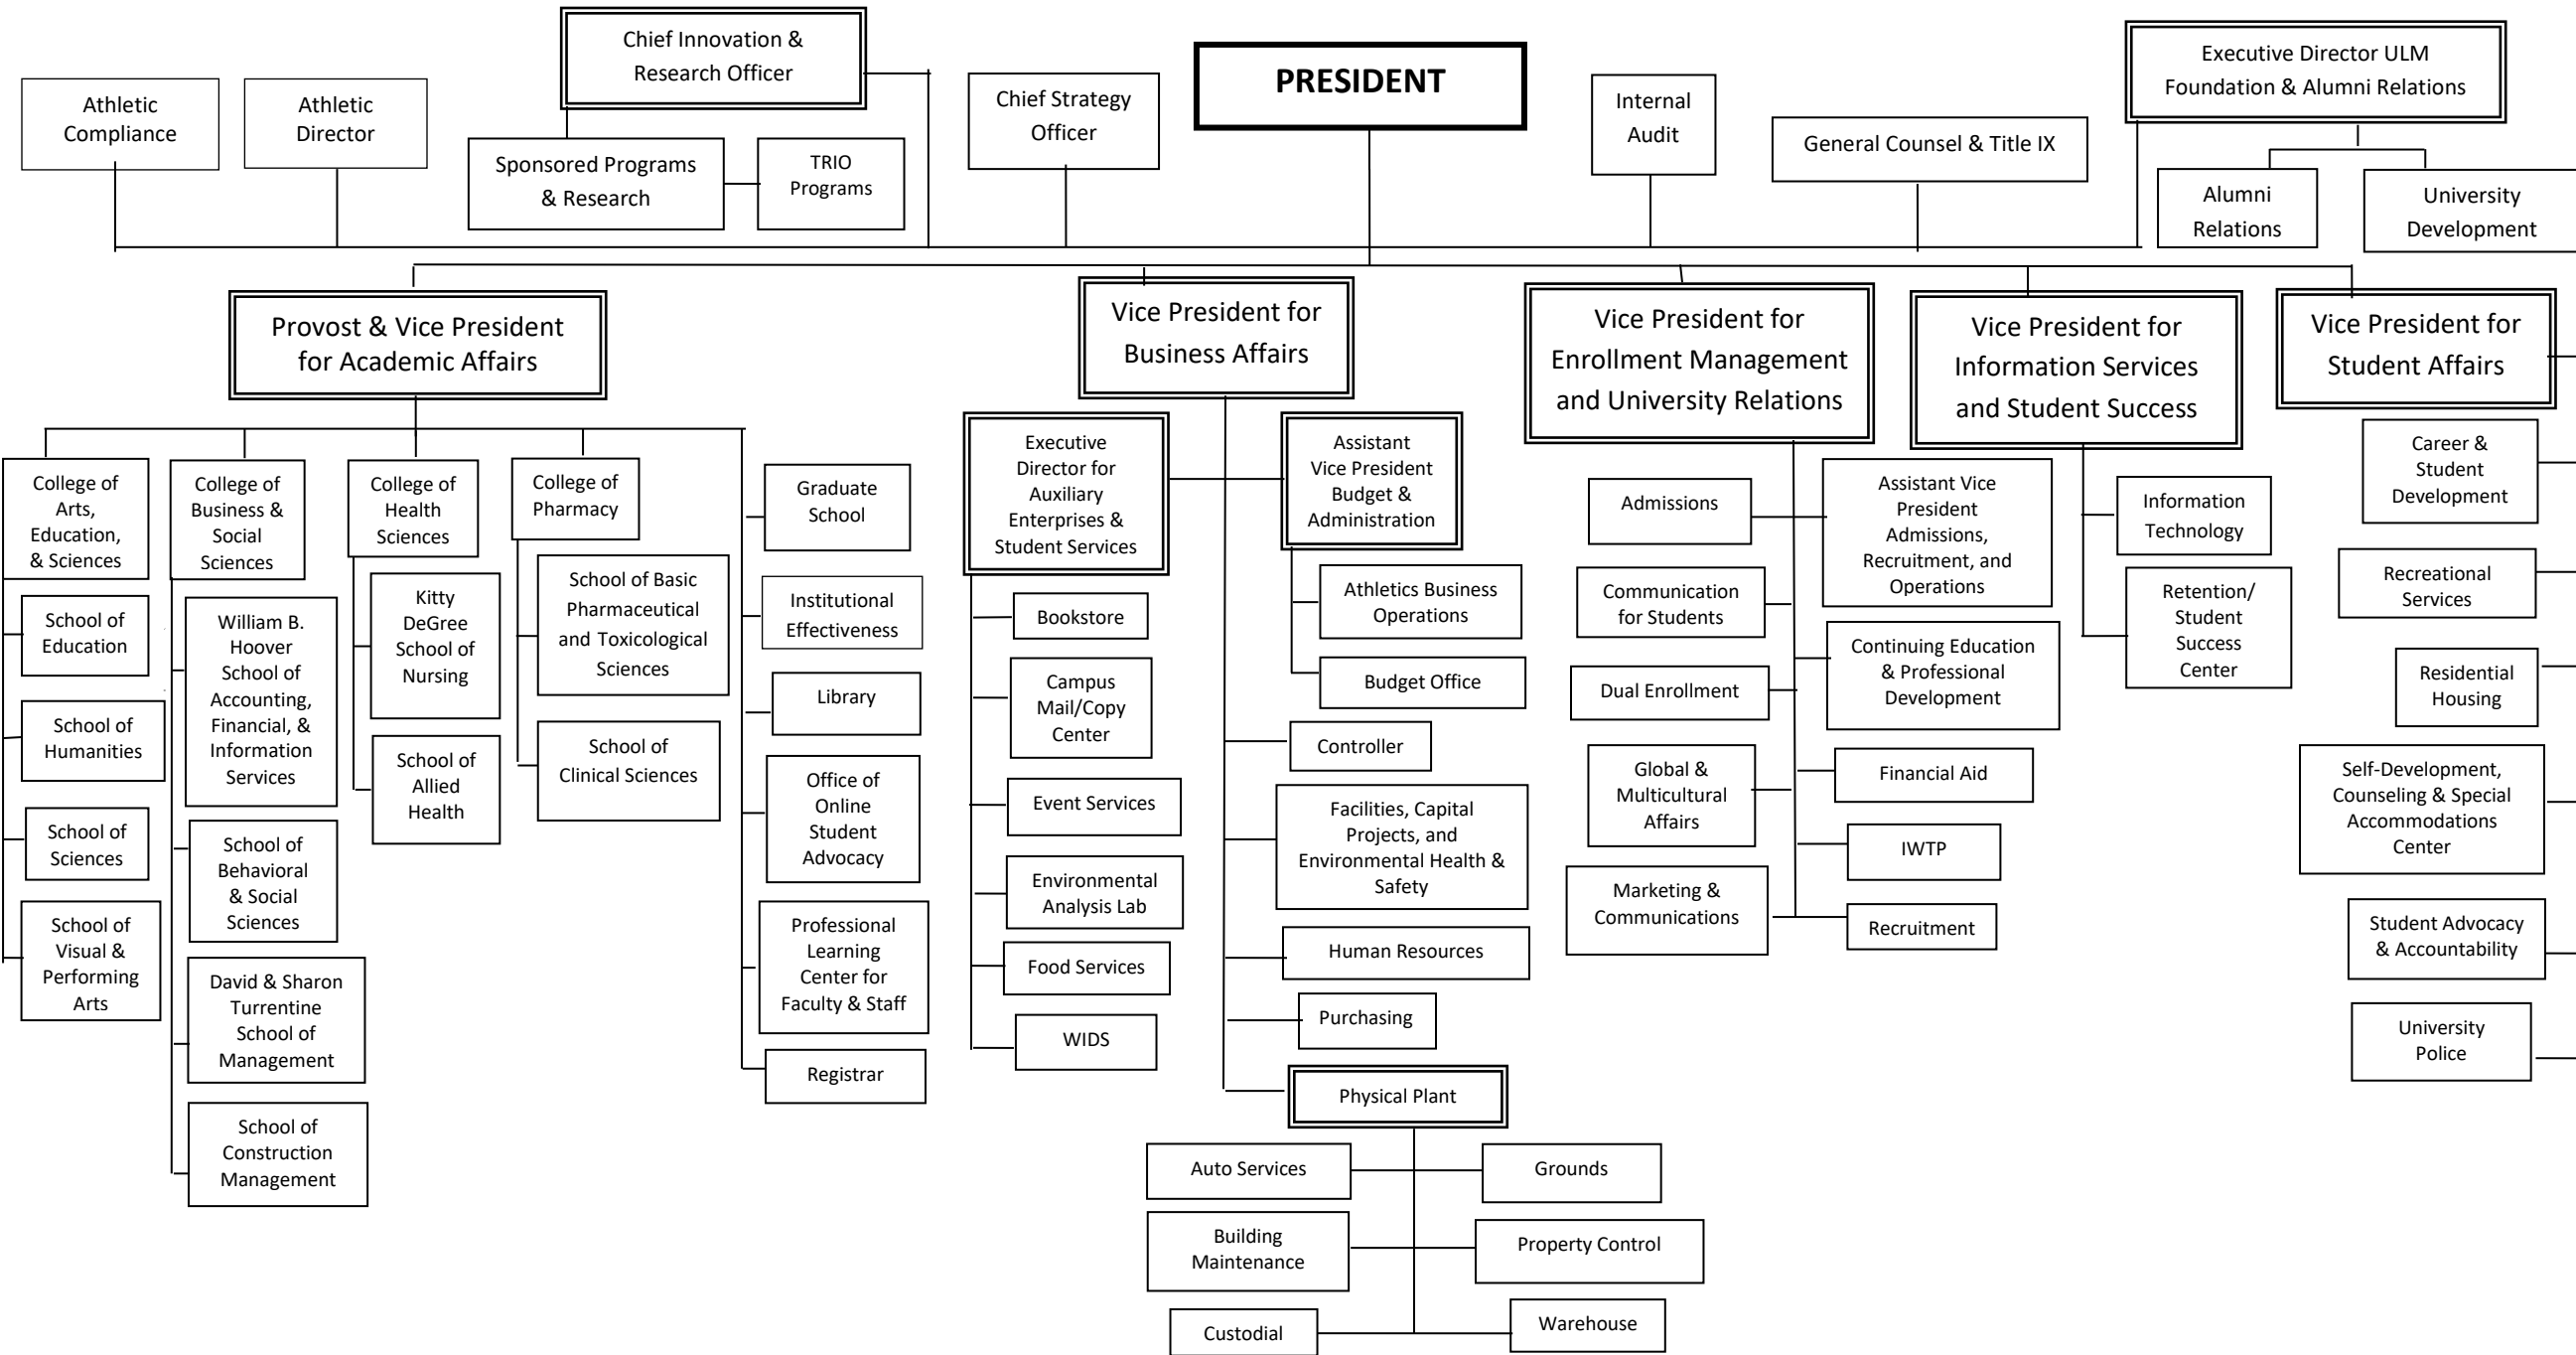 Chief Innovation &
Research Officer
PRESIDENT
Executive Director ULM
Foundation & Alumni Relations
Athletic
Compliance
Athletic
Director
Sponsored Programs
& Research
TRIO
Programs
Chief Strategy
Officer
Internal
Audit
General Counsel & Title IX
Alumni
Relations
University
Development
Provost & Vice President
for Academic Affairs
Vice President for
Business Affairs
Vice President for
Enrollment Management
and University Relations
Vice President for
Information Services
and Student Success
Vice President for
Student Affairs
College of
Arts,
Education,
& Sciences
School of
Education
School of
Humanities
School of
Sciences
School of
Visual &
Performing
Arts
College of
Business &
Social
Sciences
William B.
Hoover
School of
Accounting,
Financial, &
Information
Services
School of
Behavioral
& Social
Sciences
David & Sharon
Turrentine
School of
Management
School of
Construction
Management
College of
Health
Sciences
Kitty
DeGree
School of
Nursing
School of
Allied
Health
College of
Pharmacy
School of Basic
Pharmaceutical
and Toxicological
Sciences
School of
Clinical Sciences
Graduate
School
Institutional
Effectiveness
Library
Office of
Online
Student
Advocacy
Professional
Learning
Center for
Faculty & Staff
Registrar
Executive
Director for
Auxiliary
Enterprises &
Student Services
Bookstore
Campus
Mail/Copy
Center
Event Services
Environmental
Analysis Lab
Food Services
WIDS
Assistant
Vice President
Budget &
Administration
Athletics Business
Operations
Budget Office
Controller
Facilities, Capital
Projects, and
Environmental Health &
Safety
Human Resources
Purchasing
Physical Plant
Auto Services
Grounds
Building
Maintenance
Property Control
Custodial
Warehouse
Admissions
Communication
for Students
Dual Enrollment
Global &
Multicultural
Affairs
Marketing &
Communications
Assistant Vice
President
Admissions,
Recruitment, and
Operations
Continuing Education
& Professional
Development
Financial Aid
IWTP
Recruitment
Information
Technology
Retention/
Student
Success
Center
Career &
Student
Development
Recreational
Services
Residential
Housing
Self-Development,
Counseling & Special
Accommodations
Center
Student Advocacy
& Accountability
University
Police